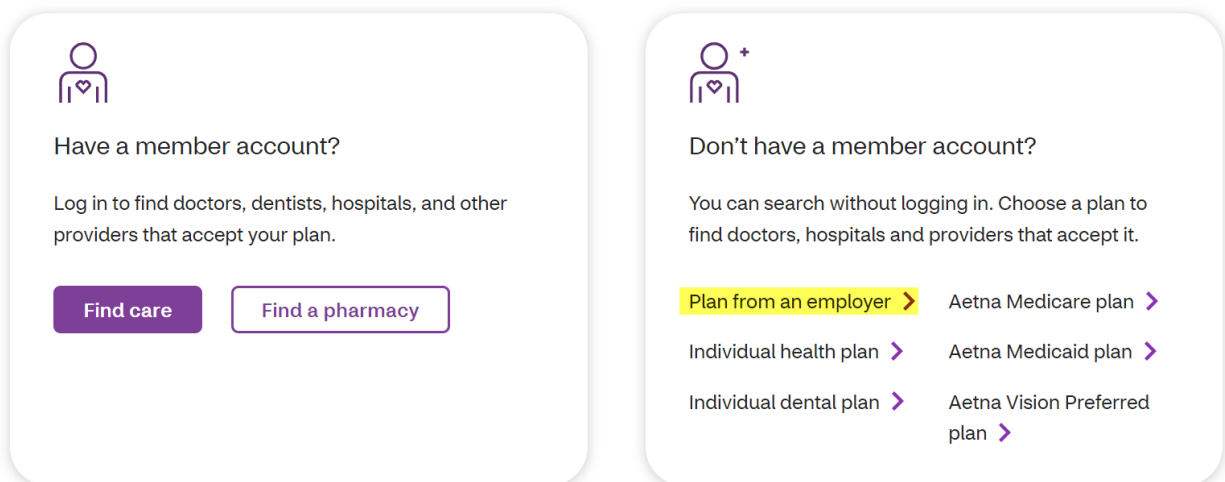 Have a member account?
Log in to find doctors, dentists, hospitals, and other
providers that accept your plan.
Find care
Find a pharmacy
Don’t have a member account?
You can search without logging in. Choose a plan to
find doctors, hospitals and providers that accept it.
Plan from an employer
Aetna Medicare plan
Individual health plan
Aetna Medicaid plan
Individual dental plan
Aetna Vision Preferred
plan